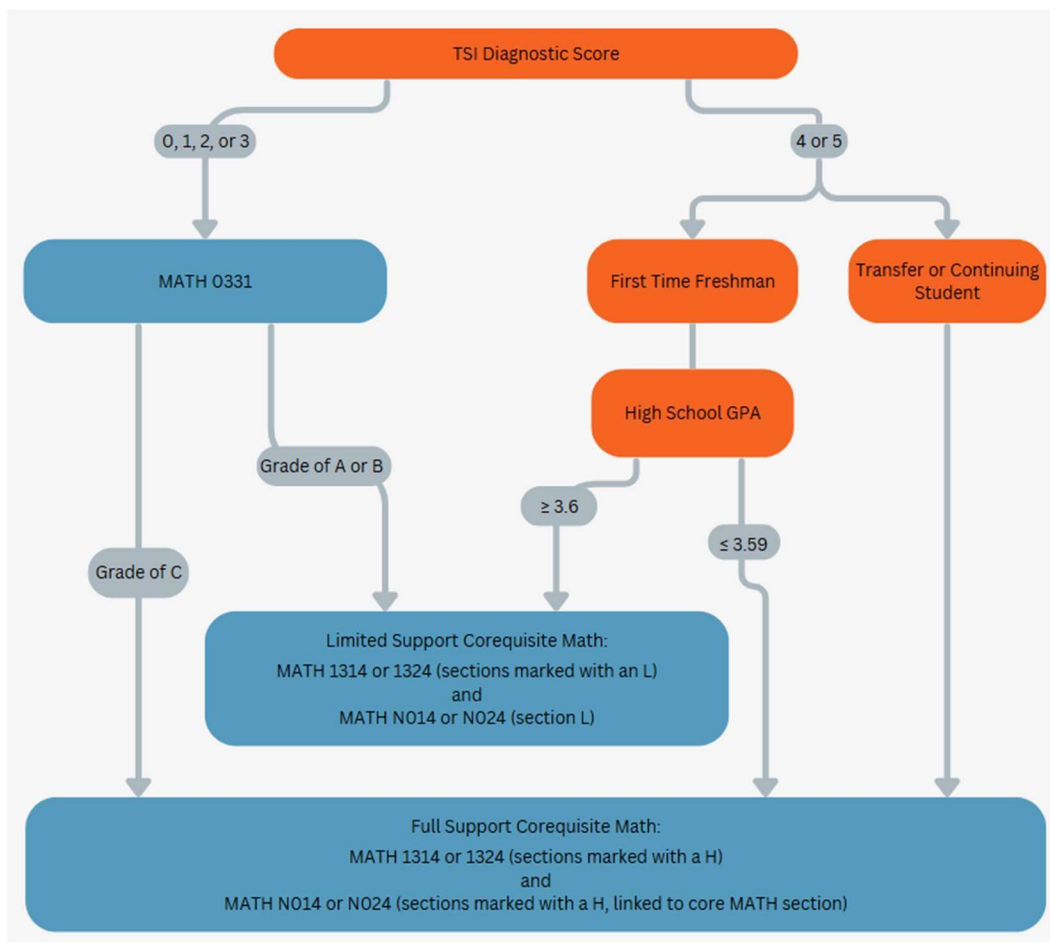 TSI Diagnostic Score
0, 1, 2, or 3
4 or 5
MATH 0331
First Time Freshman
Transfer or Continuing
Student
High School GPA
Grade of A or B
≥ 3.6
≤ 3.59
Grade of C
Limited Support Corequisite Math:
MATH 1314 or 1324 (sections marked with an L)
and
MATH N014 or N024 (section L)
Full Support Corequisite Math:
MATH 1314 or 1324 (sections marked with a H)
and
MATH N014 or N024 (sections marked with a H, linked to core MATH section)